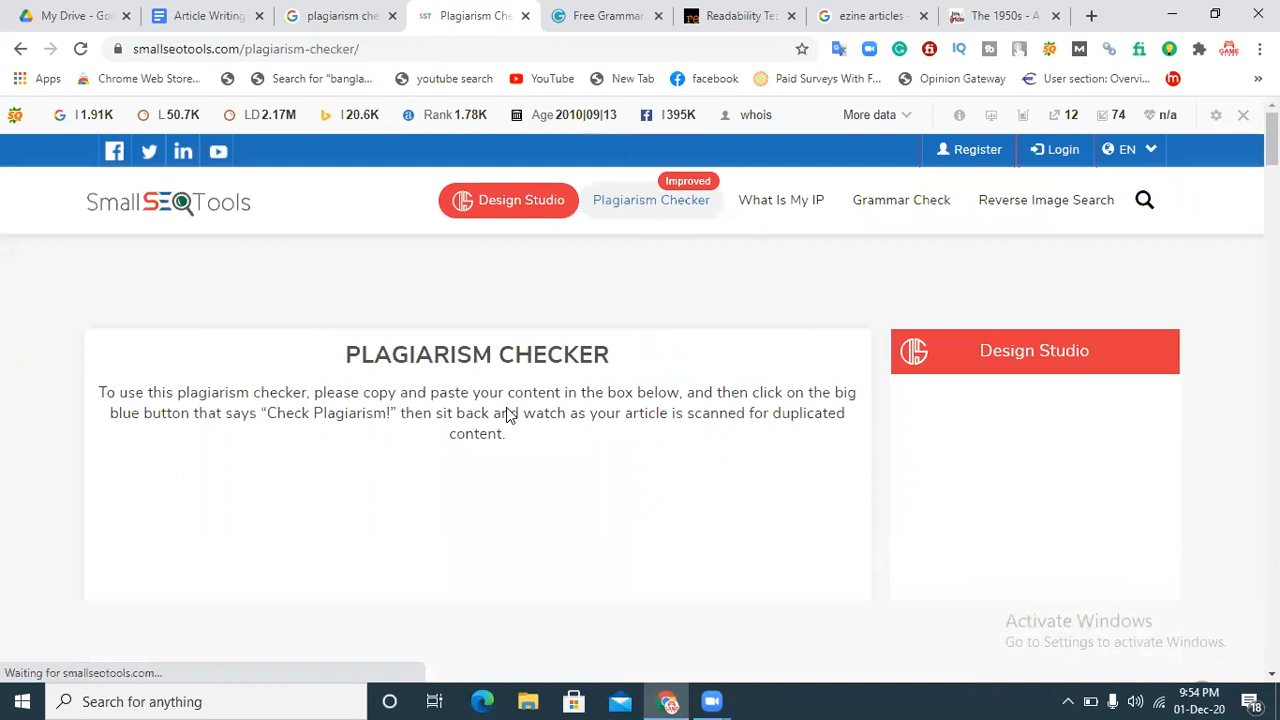 My Drive - Goo
Article Writing
plagiarism che
Plagiarism Che
Free Grammar
Readability Te
ezine articles -
The 1950s - A
smallseotools.com/plagiarism-checker/
Apps
Chrome Web Store...
Search for "bangla...
youtube search
YouTube
New Tab
facebook
Paid Surveys With F...
Opinion Gateway
User section: Overvi...
»
I 1.91K
L 50.7K
LD 2.17M
I 20.6K
Rank 1.78K
Age 2010|09|13
I 395K
whois
More data
12
74
n/a
Register
Login
EN
SmallSEOTools
Design Studio
Improved
Plagiarism Checker
What Is My IP
Grammar Check
Reverse Image Search
PLAGIARISM CHECKER
To use this plagiarism checker, please copy and paste your content in the box below, and then click on the big
blue button that says “Check Plagiarism!” then sit back and watch as your article is scanned for duplicated
content.
Design Studio
Activate Windows
Go to Settings to activate Windows.
Waiting for smallseotools.com...
Search for anything
9:54 PM
01-Dec-20
18